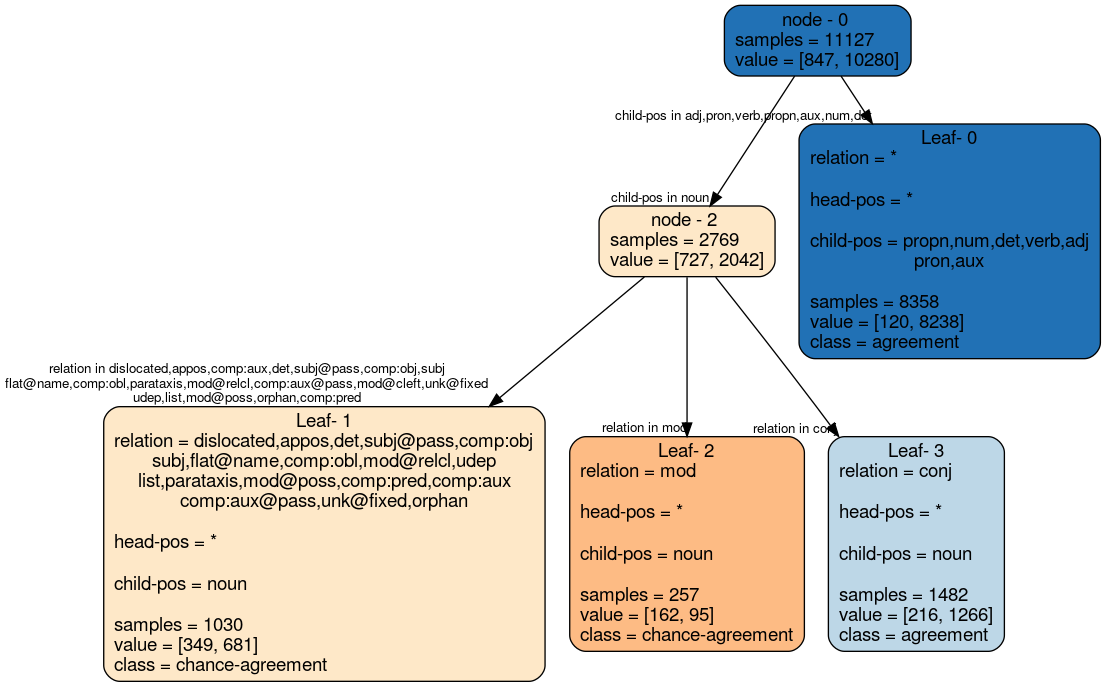 node - 0
samples = 11127
value = [847, 10280]
child-pos in adj,pron,verb,propn,aux,num,det
Leaf- 0
relation = *
head-pos = *
child-pos = propn,num,det,verb,adj
pron,aux
samples = 8358
value = [120, 8238]
class = agreement
child-pos in noun
node - 2
samples = 2769
value = [727, 2042]
relation in dislocated,appos,comp:aux,det,subj@pass,comp:obj,subj
flat@name,comp:obl,parataxis,mod@relcl,comp:aux@pass,mod@cleft,unk@fixed
udep,list,mod@poss,orphan,comp:pred
Leaf- 1
relation = dislocated,appos,det,subj@pass,comp:obj
subj,flat@name,comp:obl,mod@relcl,udep
list,parataxis,mod@poss,comp:pred,comp:aux
comp:aux@pass,unk@fixed,orphan
head-pos = *
child-pos = noun
samples = 1030
value = [349, 681]
class = chance-agreement
relation in mod
Leaf- 2
relation = mod
head-pos = *
child-pos = noun
samples = 257
value = [162, 95]
class = chance-agreement
relation in conj
Leaf- 3
relation = conj
head-pos = *
child-pos = noun
samples = 1482
value = [216, 1266]
class = agreement